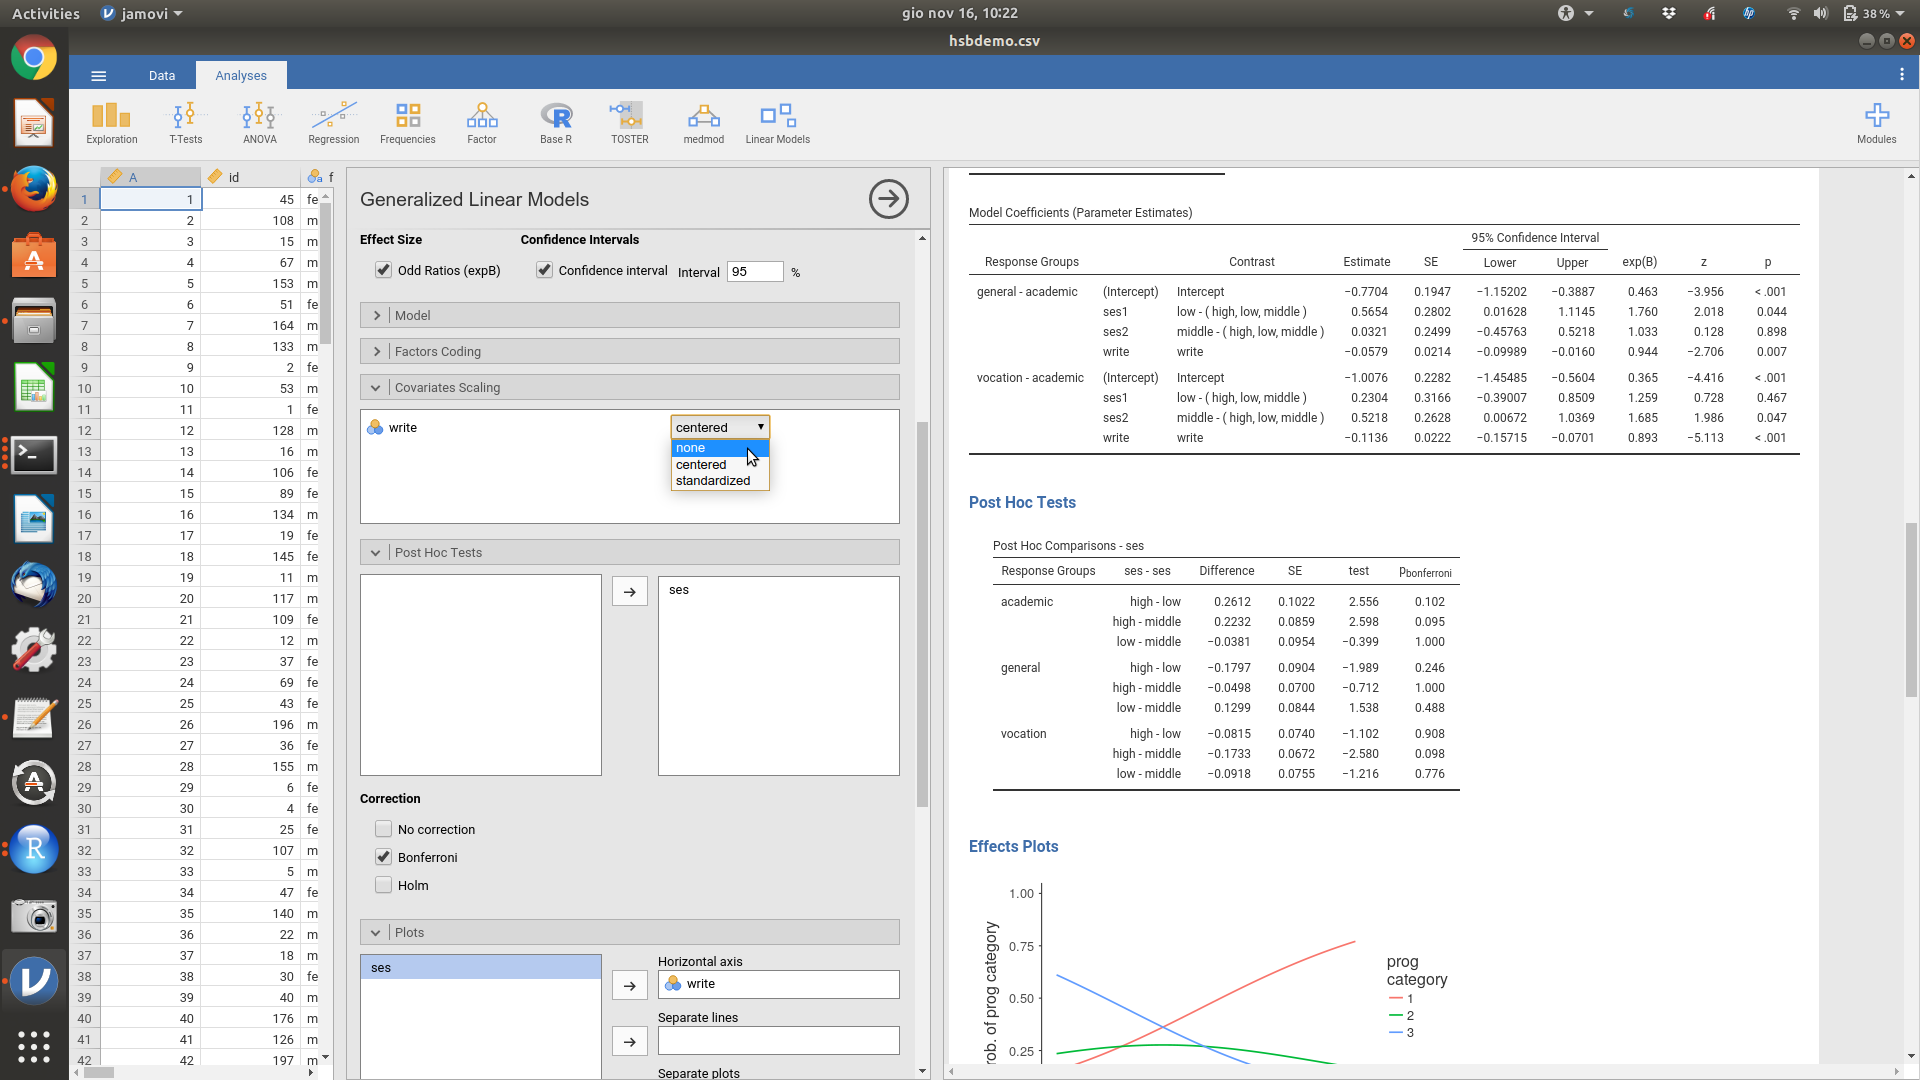 Activities jamovi gio nov 16, 10:22 38 %
hsbdemo.csv
Data Analyses
Exploration T-Tests ANOVA Regression Frequencies Factor Base R TOSTER medmod Linear Models Modules
A id f
1 1 45 fe
2 2 108 m
3 3 15 m
4 4 67 m
5 5 153 m
6 6 51 fe
7 7 164 m
8 8 133 m
9 9 2 fe
10 10 53 m
11 11 1 fe
12 12 128 m
13 13 16 m
14 14 106 fe
15 15 89 m
16 16 134 m
17 17 19 fe
18 18 145 fe
19 19 11 m
20 20 117 m
21 21 109 fe
22 22 12 m
23 23 37 fe
24 24 69 fe
25 25 43 fe
26 26 196 m
27 27 36 fe
28 28 155 m
29 29 6 fe
30 30 4 fe
31 31 25 fe
32 32 107 m
33 33 5 m
34 34 47 fe
35 35 140 m
36 36 22 m
37 37 18 m
38 38 30 fe
39 39 40 m
40 40 176 m
41 41 126 m
42 42 197 m
Generalized Linear Models
Effect Size Confidence Intervals
Odd Ratios (expB) Confidence interval Interval 95 %
Model
Factors Coding
Covariates Scaling
write centered
none
centered
standardized
Post Hoc Tests
ses
Correction
No correction
Bonferroni
Holm
Plots
ses
Horizontal axis
write
Separate lines
Separate plots
Model Coefficients (Parameter Estimates)
95% Confidence Interval
Response Groups Contrast Estimate SE Lower Upper exp(B) z p
general - academic (Intercept) Intercept −0.7704 0.1947 −1.15202 −0.3887 0.463 −3.956 < .001
ses1 low - ( high, low, middle ) 0.5654 0.2802 0.01628 1.1145 1.760 2.018 0.044
ses2 middle - ( high, low, middle ) 0.0321 0.2499 −0.45763 0.5218 1.033 0.128 0.898
write write −0.0579 0.0214 −0.09989 −0.0160 0.944 −2.706 0.007
vocation - academic (Intercept) Intercept −1.0076 0.2282 −1.45485 −0.5604 0.365 −4.416 < .001
ses1 low - ( high, low, middle ) 0.2304 0.3166 −0.39007 0.8509 1.259 0.728 0.467
ses2 middle - ( high, low, middle ) 0.5218 0.2628 0.00672 1.0369 1.685 1.986 0.047
write write −0.1136 0.0222 −0.15715 −0.0701 0.893 −5.113 < .001
Post Hoc Tests
Post Hoc Comparisons - ses
Response Groups ses - ses Difference SE test pbonferroni
academic high - low 0.2612 0.1022 2.556 0.102
high - middle 0.2232 0.0859 2.598 0.095
low - middle −0.0381 0.0954 −0.399 1.000
general high - low −0.1797 0.0904 −1.989 0.246
high - middle −0.0498 0.0700 −0.712 1.000
low - middle 0.1299 0.0844 1.538 0.488
vocation high - low −0.0815 0.0740 −1.102 0.908
high - middle −0.1733 0.0672 −2.580 0.098
low - middle −0.0918 0.0755 −1.216 0.776
Effects Plots
1.00
0.75
0.50
0.25
rob. of prog category
prog
category
1
2
3